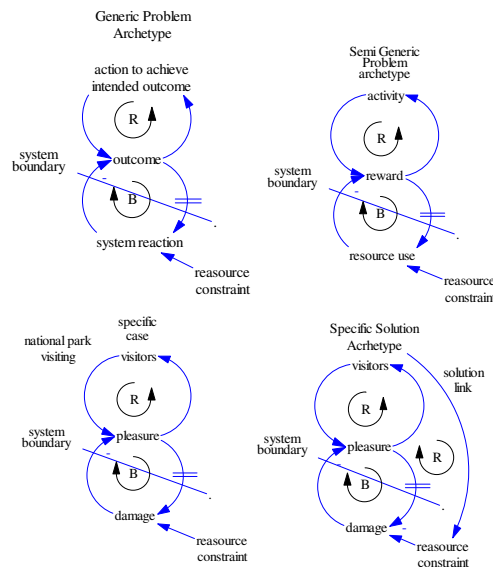 Generic Problem
Archetype
action to achieve
intended outcome
R
system
boundary
outcome
-
B
system reaction
reasource
constraint
Semi Generic
Problem
archetype
activity
R
system
boundary
reward
-
B
resource use
reasource
constraint
national park
visiting
specific
case
visitors
R
system
boundary
pleasure
-
B
damage
reasource
constraint
Specific Solution
Acrhetype
visitors
solution
link
R
system
boundary
pleasure
R
-
B
-
damage
reasource
constraint